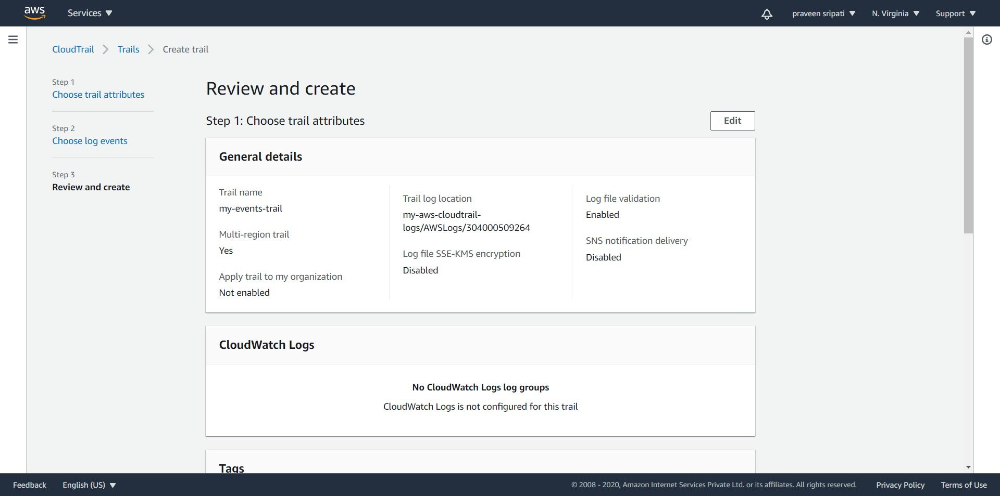 aws
Services
praveen sripati
N. Virginia
Support
CloudTrail
Trails
Create trail
Step 1
Choose trail attributes
Step 2
Choose log events
Step 3
Review and create
Review and create
Step 1: Choose trail attributes
Edit
General details
Trail name
my-events-trail
Multi-region trail
Yes
Apply trail to my organization
Not enabled
Trail log location
my-aws-cloudtrail-
logs/AWSLogs/304000509264
Log file SSE-KMS encryption
Disabled
Log file validation
Enabled
SNS notification delivery
Disabled
CloudWatch Logs
No CloudWatch Logs log groups
CloudWatch Logs is not configured for this trail
Tags
Feedback
English (US)
© 2008 - 2020, Amazon Internet Services Private Ltd. or its affiliates. All rights reserved.
Privacy Policy
Terms of Use